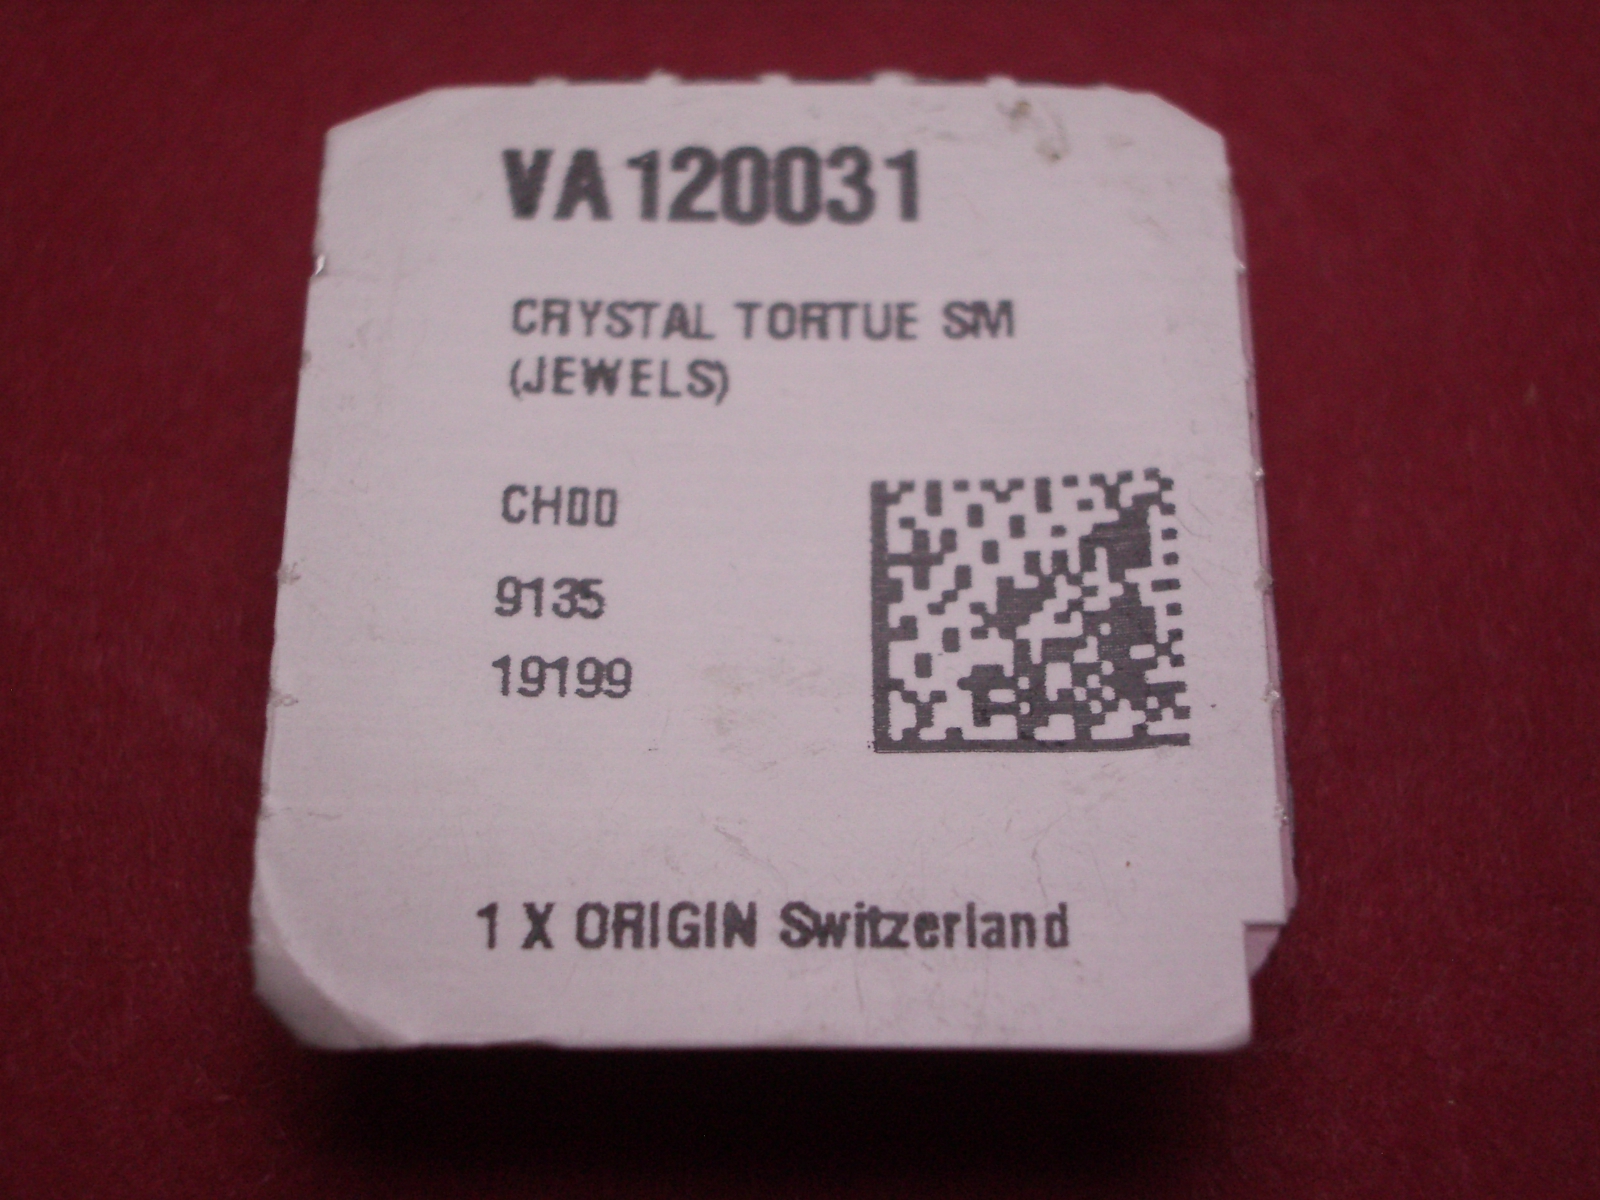 VA120031
CRYSTAL TORTUE SM
(JEWELS)
CH00
9135
19199
1 X ORIGIN Switzerland